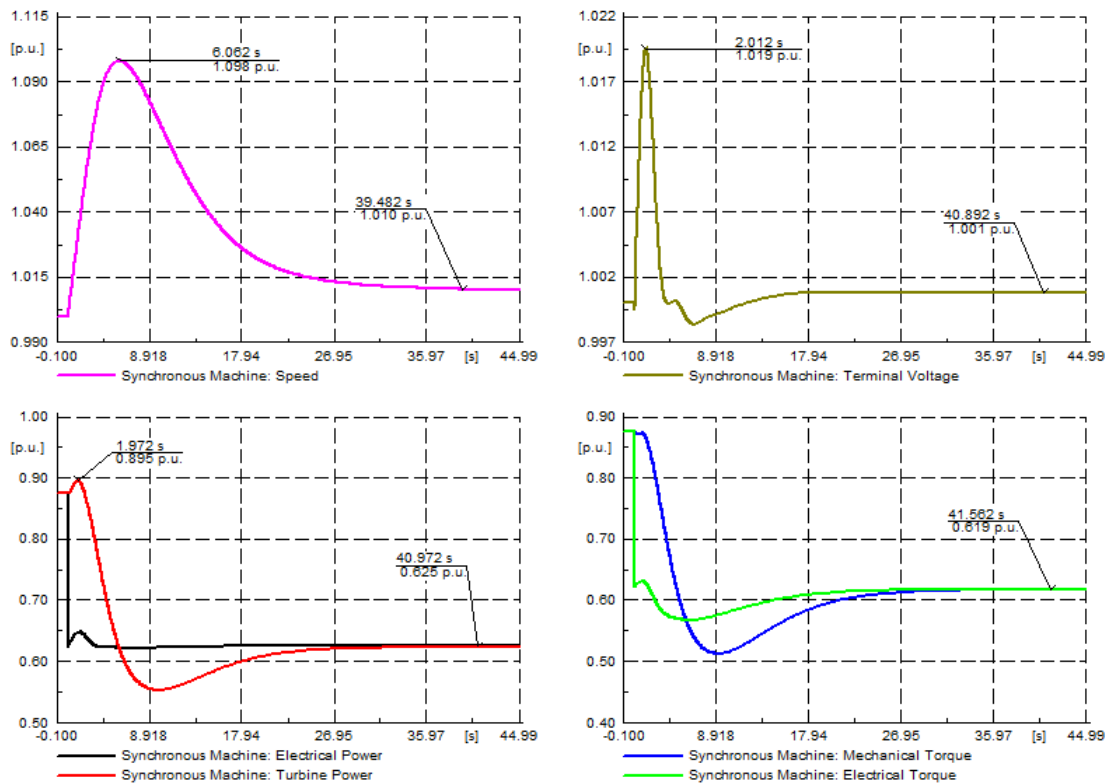 1.115
[p.u.]
1.090
1.065
1.040
1.015
0.990
6.062 s
1.098 p.u.
39.482 s
1.010 p.u.
-0.100 8.918 17.94 26.95 35.97 [s] 44.99
Synchronous Machine: Speed
1.022
[p.u.]
1.017
1.012
1.007
1.002
0.997
2.012 s
1.019 p.u.
40.892 s
1.001 p.u.
-0.100 8.918 17.94 26.95 35.97 [s] 44.99
Synchronous Machine: Terminal Voltage
1.00
[p.u.]
0.90
0.80
0.70
0.60
0.50
1.972 s
0.895 p.u.
40.972 s
0.625 p.u.
-0.100 8.918 17.94 26.95 35.97 [s] 44.99
Synchronous Machine: Electrical Power
Synchronous Machine: Turbine Power
0.90
[p.u.]
0.80
0.70
0.60
0.50
0.40
41.562 s
0.619 p.u.
-0.100 8.918 17.94 26.95 35.97 [s] 44.99
Synchronous Machine: Mechanical Torque
Synchronous Machine: Electrical Torque